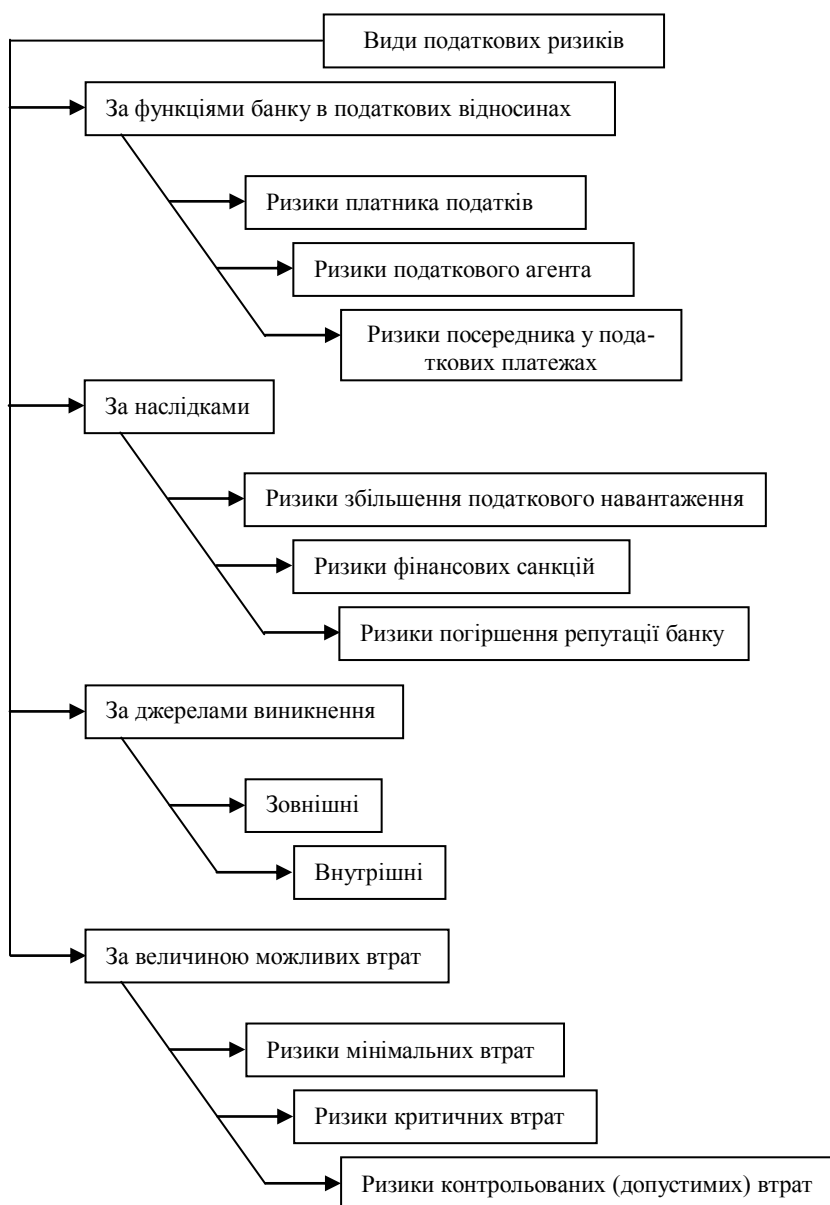 Види податкових ризиків
За функціями банку в податкових відносинах
Ризики платника податків
Ризики податкового агента
Ризики посередника у пода-
ткових платежах
За наслідками
Ризики збільшення податкового навантаження
Ризики фінансових санкцій
Ризики погіршення репутації банку
За джерелами виникнення
Зовнішні
Внутрішні
За величиною можливих втрат
Ризики мінімальних втрат
Ризики критичних втрат
Ризики контрольованих (допустимих) втрат